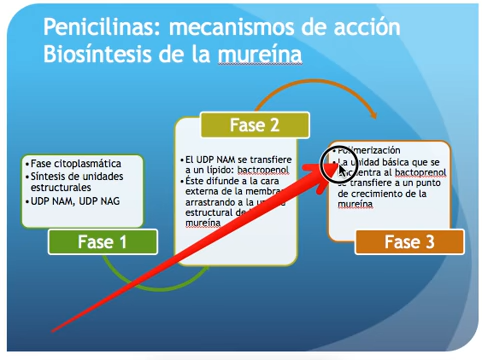 Penicilinas: mecanismos de acción
Biosíntesis de la mureína
Fase 2
• El UDP NAM se transfiere
a un lípido: bactropenol
• Éste difunde a la cara
externa de la membrana
arrastrando a la
estructural de
mureína
• Fase citoplasmática
• Síntesis de unidades
estructurales
• UDP NAM, UDP NAG
Fase 1
• Polimerización
• La unidad básica que se
encuentra al bactoprenol
se transfiere a un punto
de crecimiento de la
mureína
Fase 3